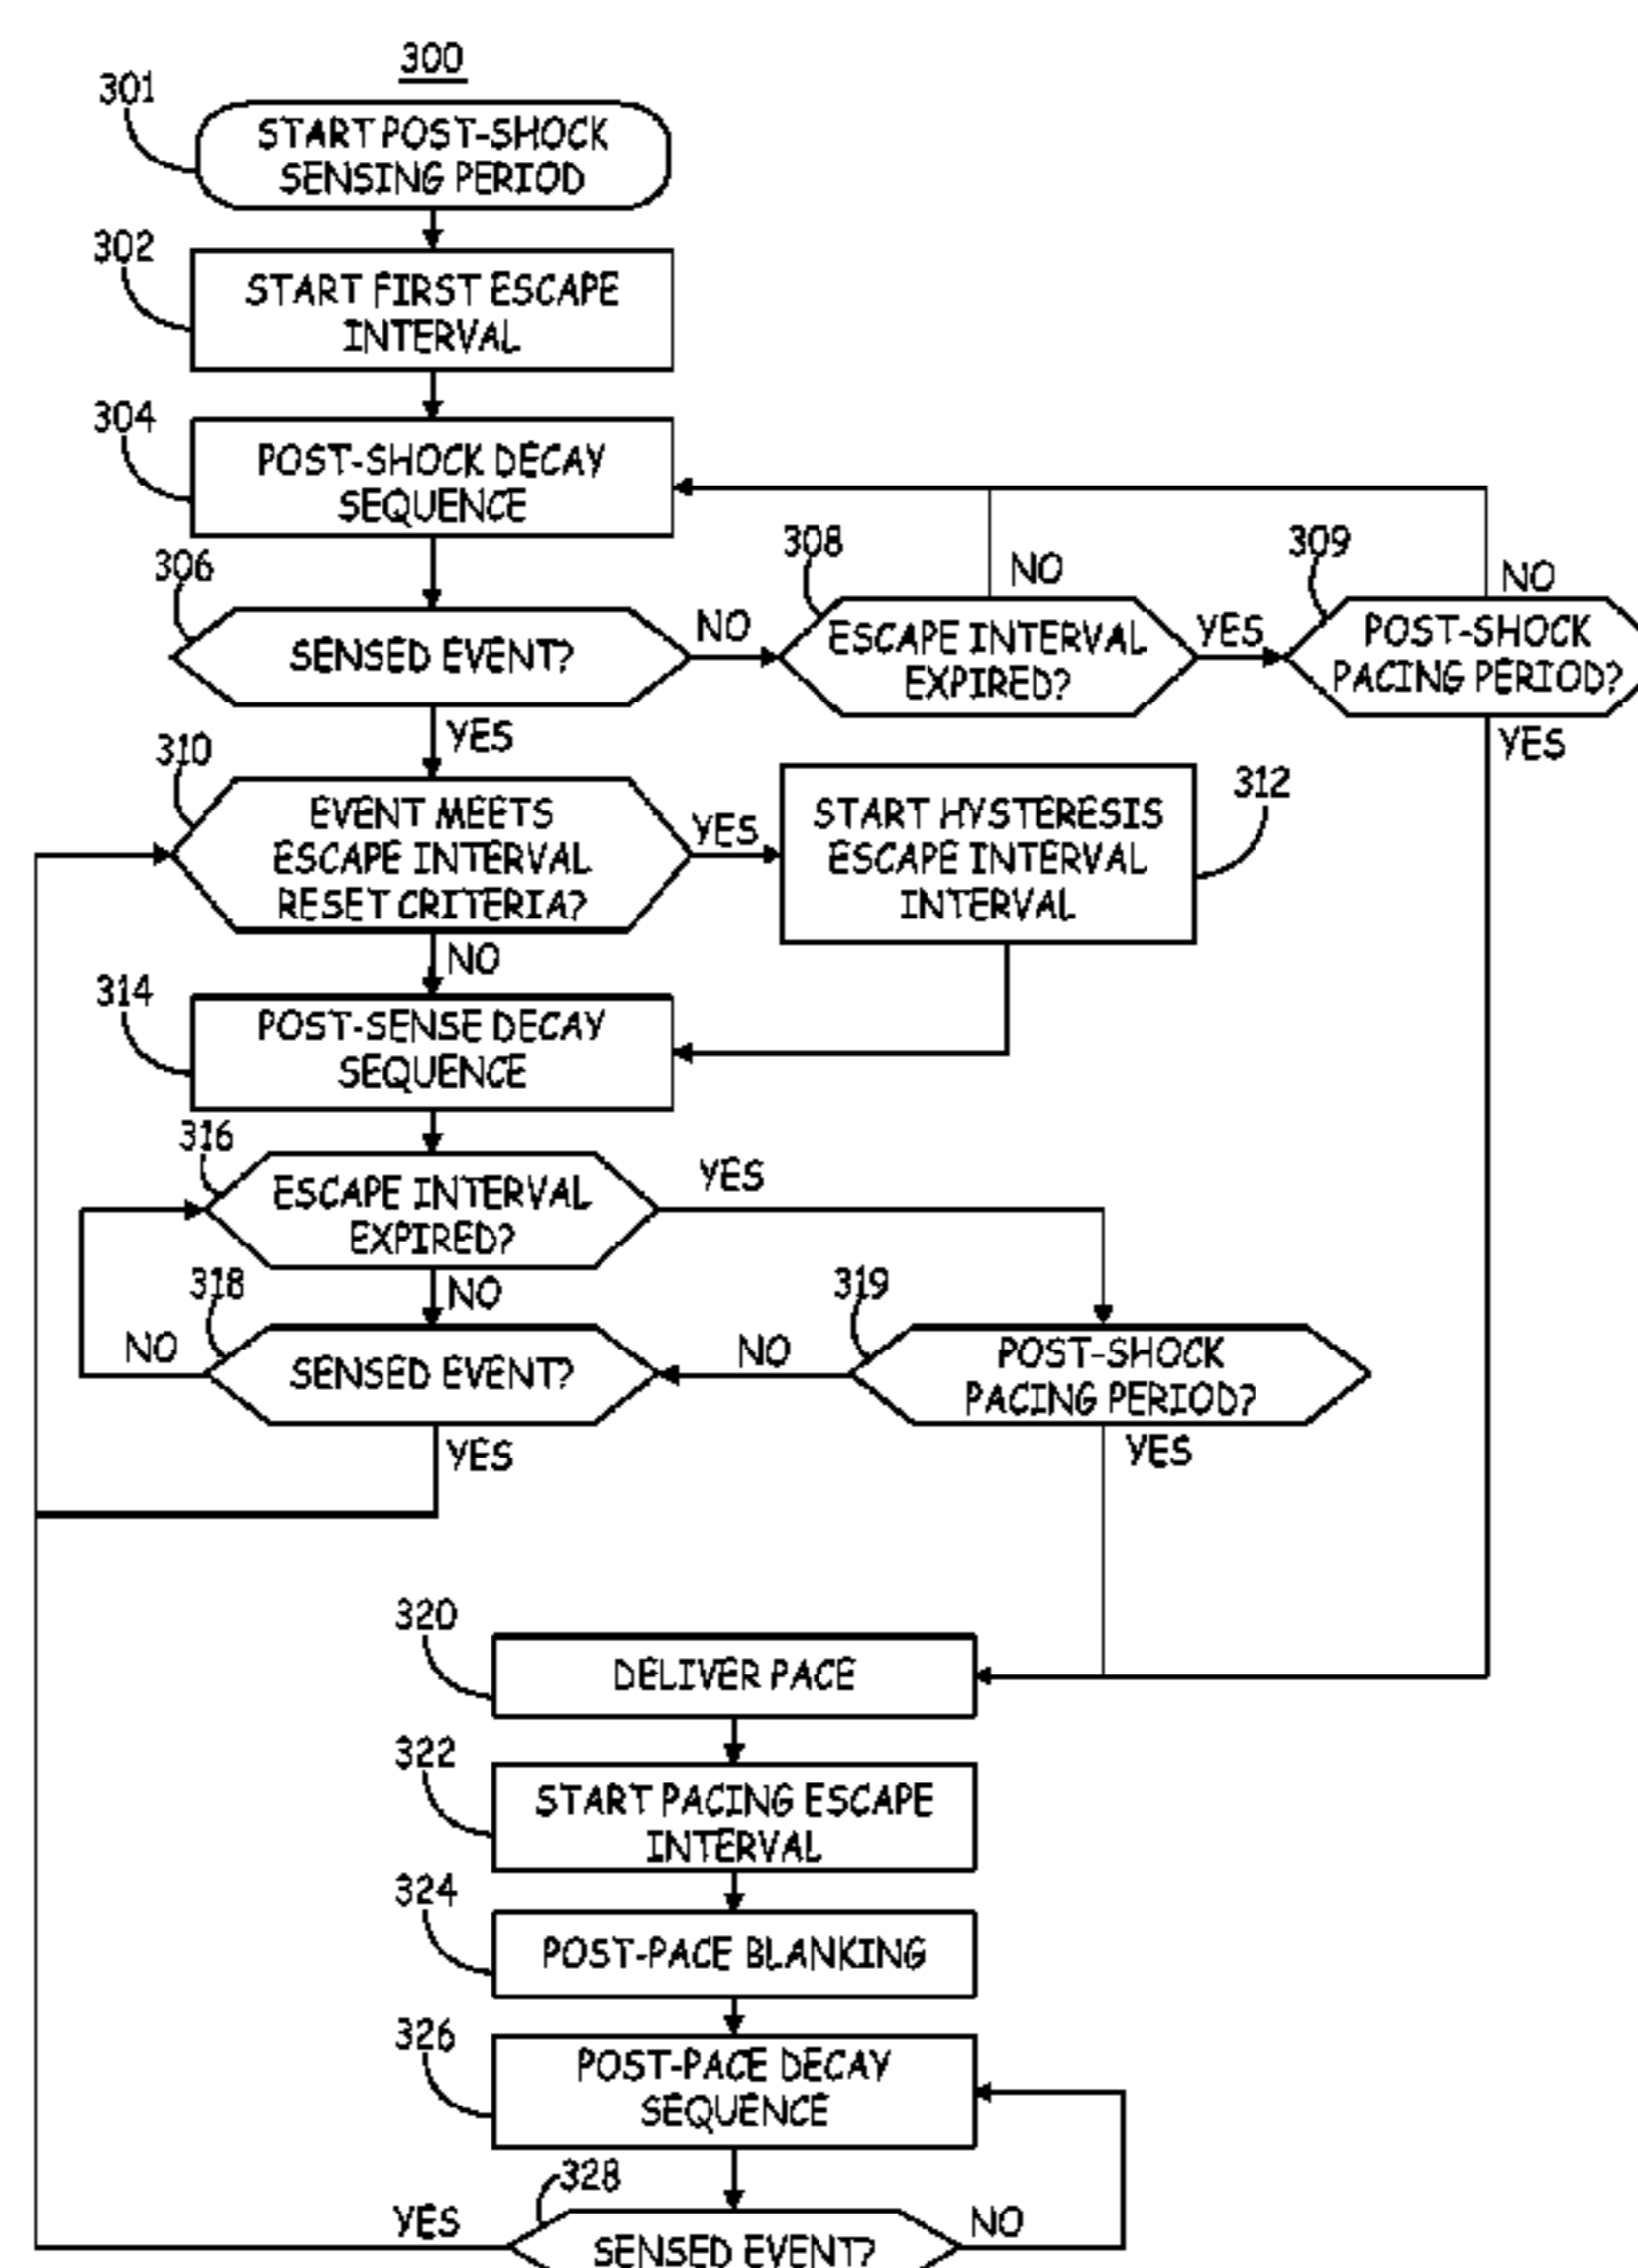 300
301
START POST-SHOCK
SENSING PERIOD
302
START FIRST ESCAPE
INTERVAL
304
POST-SHOCK DECAY
SEQUENCE
306
SENSED EVENT?
NO
308
ESCAPE INTERVAL
EXPIRED?
NO
YES
309
POST-SHOCK
PACING PERIOD?
NO
YES
YES
310
EVENT MEETS
ESCAPE INTERVAL
RESET CRITERIA?
YES
312
START HYSTERESIS
ESCAPE INTERVAL
INTERVAL
NO
314
POST-SENSE DECAY
SEQUENCE
316
ESCAPE INTERVAL
EXPIRED?
YES
NO
318
SENSED EVENT?
NO
YES
319
POST-SHOCK
PACING PERIOD?
NO
YES
320
DELIVER PACE
322
START PACING ESCAPE
INTERVAL
324
POST-PACE BLANKING
326
POST-PACE DECAY
SEQUENCE
328
SENSED EVENT?
YES
NO